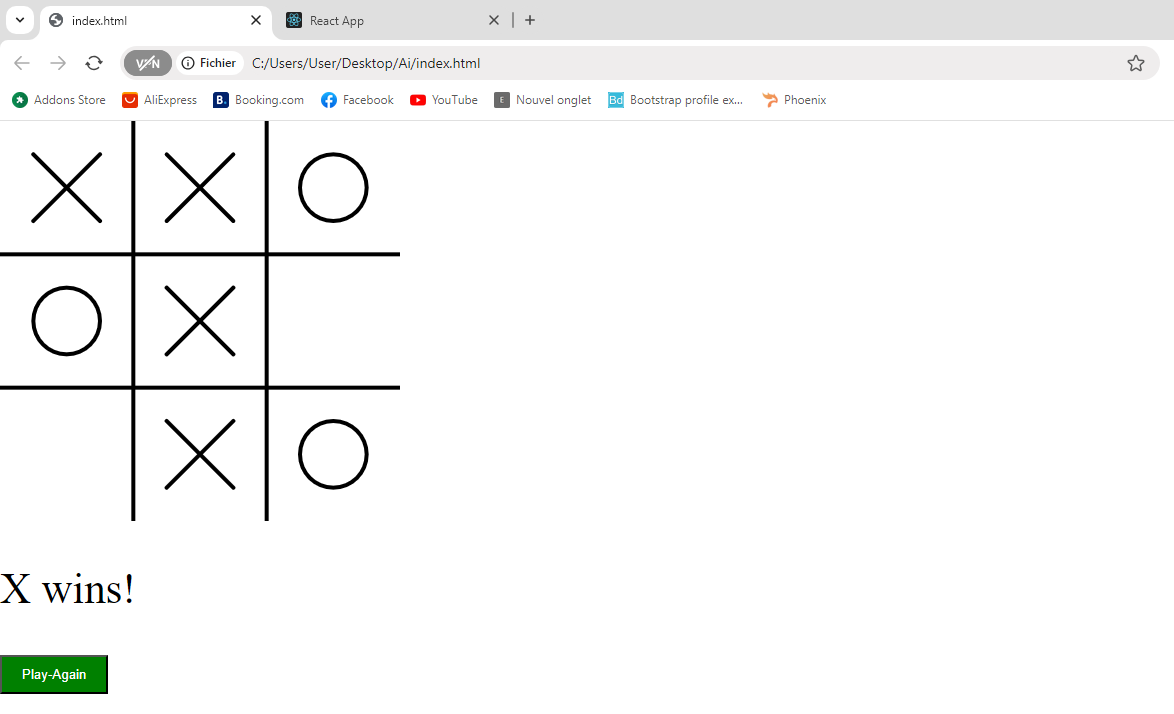 index.html React App
VPN Fichier C:/Users/User/Desktop/Ai/index.html
Addons Store AliExpress B. Booking.com Facebook YouTube E Nouvel onglet Bd Bootstrap profile ex... Phoenix
X X O
O X
X O
X wins!
Play-Again